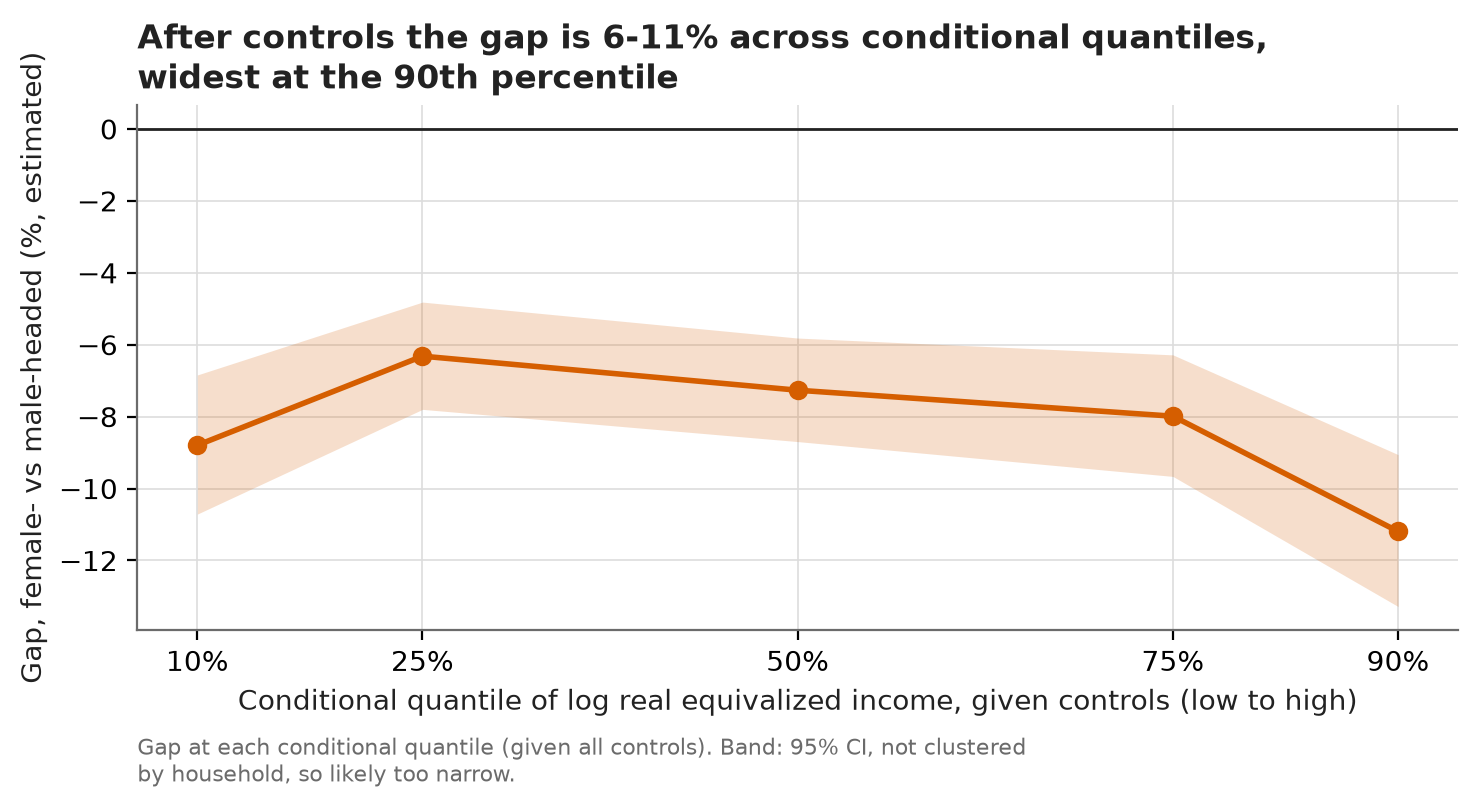 After controls the gap is 6-11% across conditional quantiles,
widest at the 90th percentile
Gap, female- vs male-headed (%, estimated)
0
−2
−4
−6
−8
−10
−12
10%
25%
50%
75%
90%
Conditional quantile of log real equivalized income, given controls (low to high)
Gap at each conditional quantile (given all controls). Band: 95% CI, not clustered
by household, so likely too narrow.